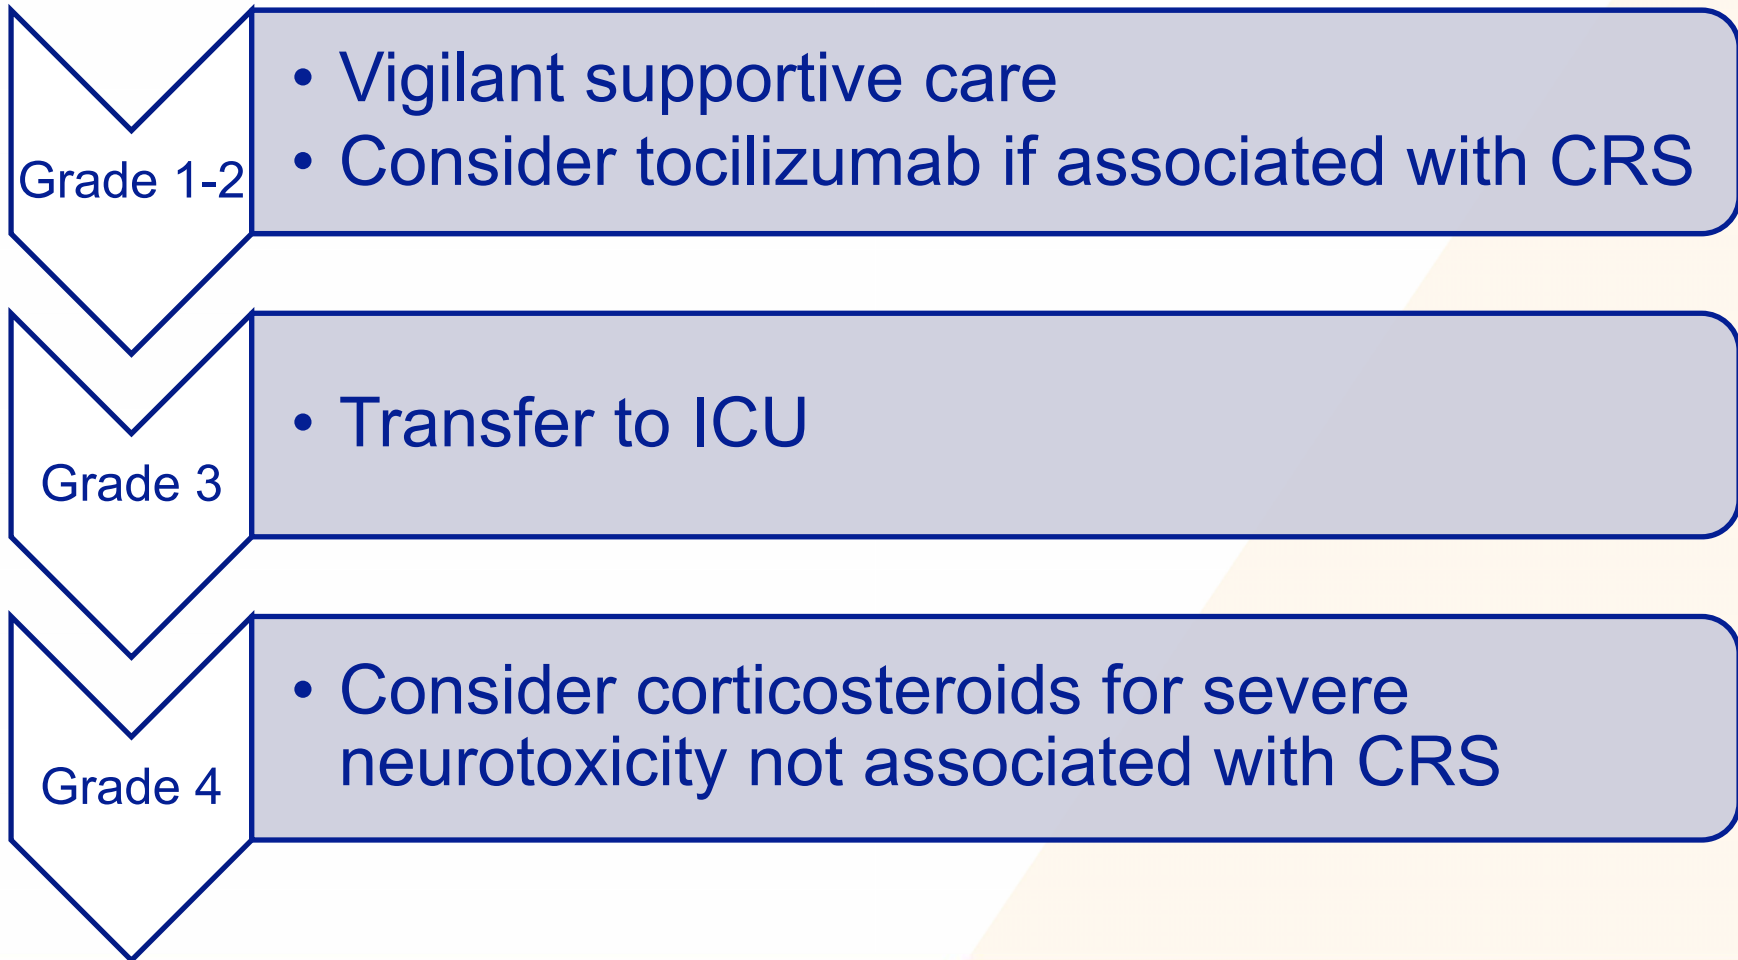 Grade 1-2
• Vigilant supportive care
• Consider tocilizumab if associated with CRS
Grade 3
• Transfer to ICU
Grade 4
• Consider corticosteroids for severe
neurotoxicity not associated with CRS